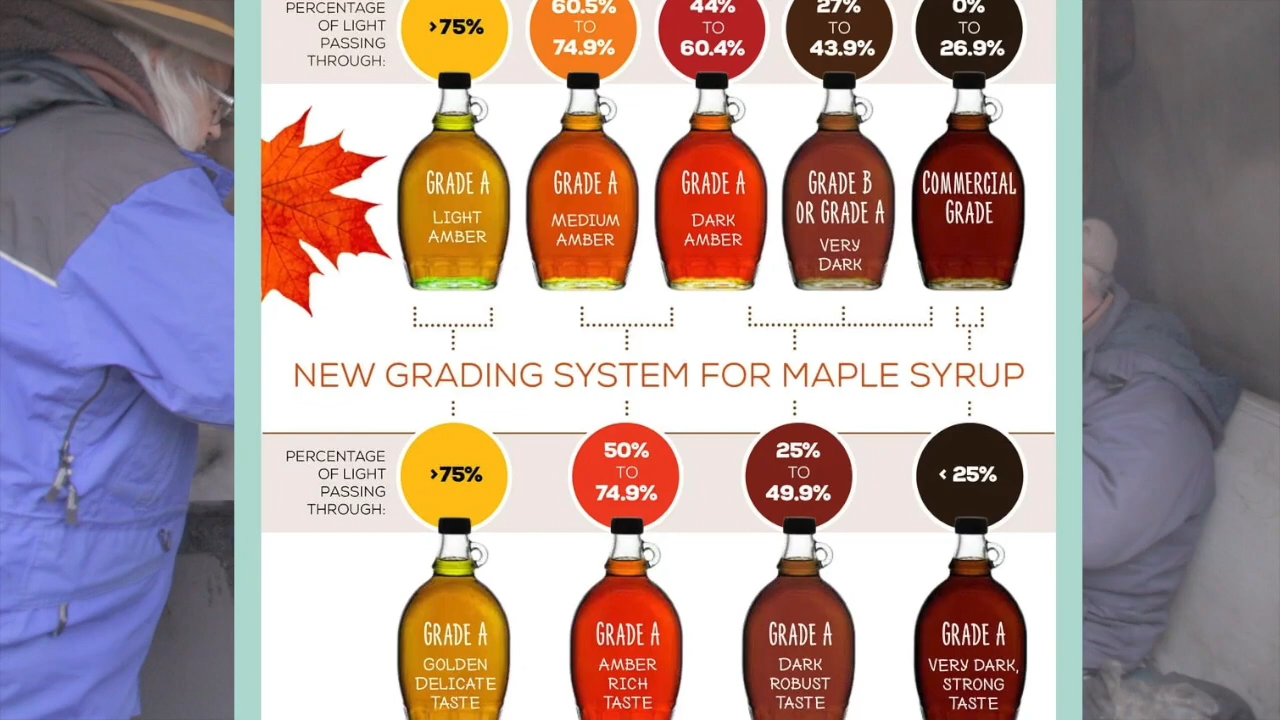 PERCENTAGE
OF LIGHT
PASSING
THROUGH:
>75%
60.5%
TO
74.9%
44%
TO
60.4%
27%
TO
43.9%
0%
TO
26.9%
GRADE A
LIGHT
AMBER
GRADE A
MEDIUM
AMBER
GRADE A
DARK
AMBER
GRADE B
OR GRADE A
VERY
DARK
COMMERCIAL
GRADE
NEW GRADING SYSTEM FOR MAPLE SYRUP
PERCENTAGE
OF LIGHT
PASSING
THROUGH:
>75%
50%
TO
74.9%
25%
TO
49.9%
< 25%
GRADE A
GOLDEN
DELICATE
TASTE
GRADE A
AMBER
RICH
TASTE
GRADE A
DARK
ROBUST
TASTE
GRADE A
VERY DARK,
STRONG
TASTE